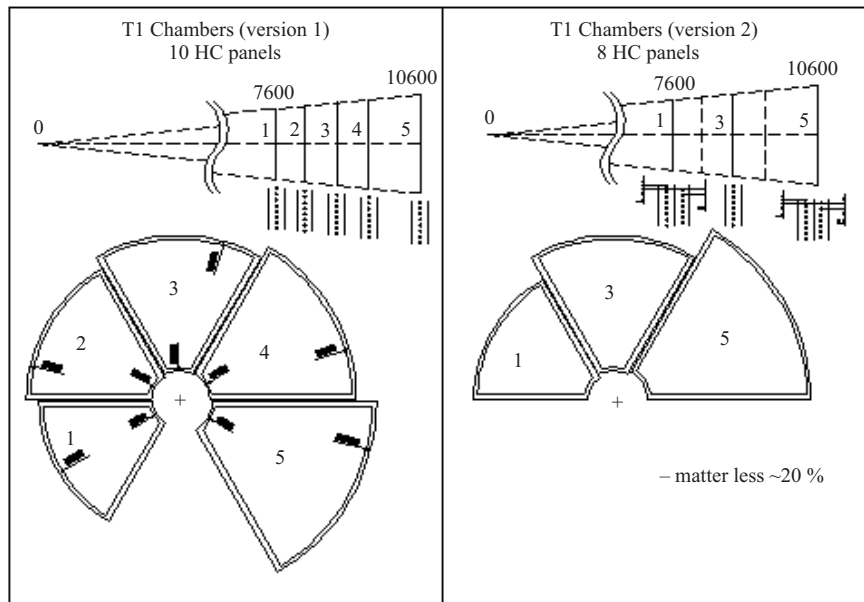 T1 Chambers (version 1)
10 HC panels
10600
7600
0
1 2 3 4 5
3
2
4
+
1
5
T1 Chambers (version 2)
8 HC panels
10600
7600
0
1 3 5
3
5
1
+
– matter less ~20 %